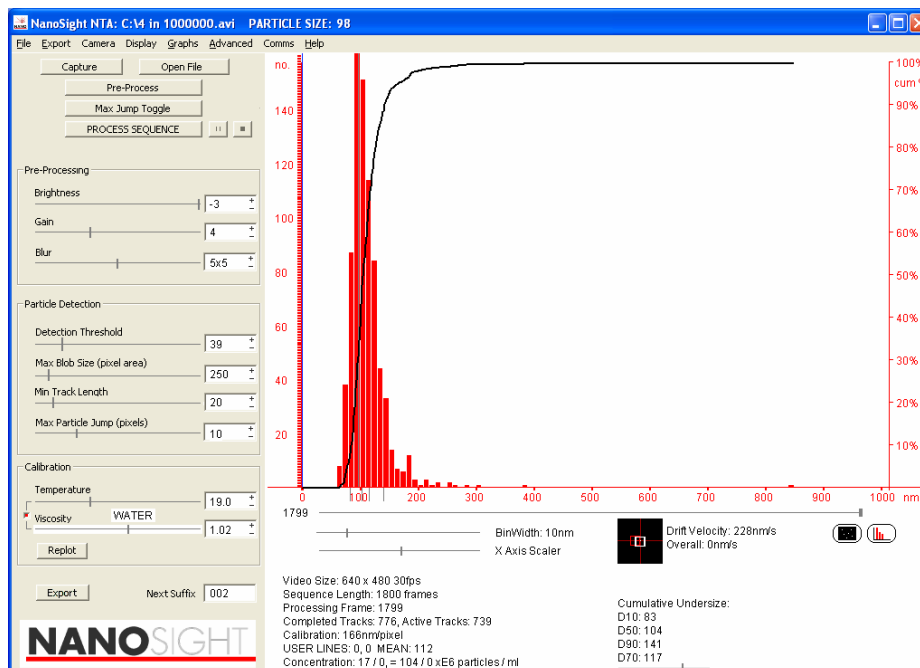 NanoSight NTA: C:\4 in 1000000.avi PARTICLE SIZE: 98
File Export Camera Display Graphs Advanced Comms Help
Capture Open File
Pre-Process
Max Jump Toggle
PROCESS SEQUENCE
Pre-Processing
Brightness
-3
Gain
4
Blur
5x5
Particle Detection
Detection Threshold
39
Max Blob Size (pixel area)
250
Min Track Length
20
Max Particle Jump (pixels)
10
Calibration
Temperature
19.0
Viscosity WATER
1.02
Replot
Export Next Suffix 002
NANOSIGHT
no.
140
120
100
80
60
40
20
100%
cum %
90%
80%
70%
60%
50%
40%
30%
20%
10%
0 100 200 300 400 500 600 700 800 900 1000 nm
1799
BinWidth: 10nm
X Axis Scaler
Drift Velocity: 228nm/s
Overall: 0nm/s
Video Size: 640 x 480 30fps
Sequence Length: 1800 frames
Processing Frame: 1799
Completed Tracks: 776, Active Tracks: 739
Calibration: 166nm/pixel
USER LINES: 0, 0 MEAN: 112
Concentration: 17 / 0, = 104 / 0 xE6 particles / ml
Cumulative Undersize:
D10: 83
D50: 104
D90: 141
D70: 117